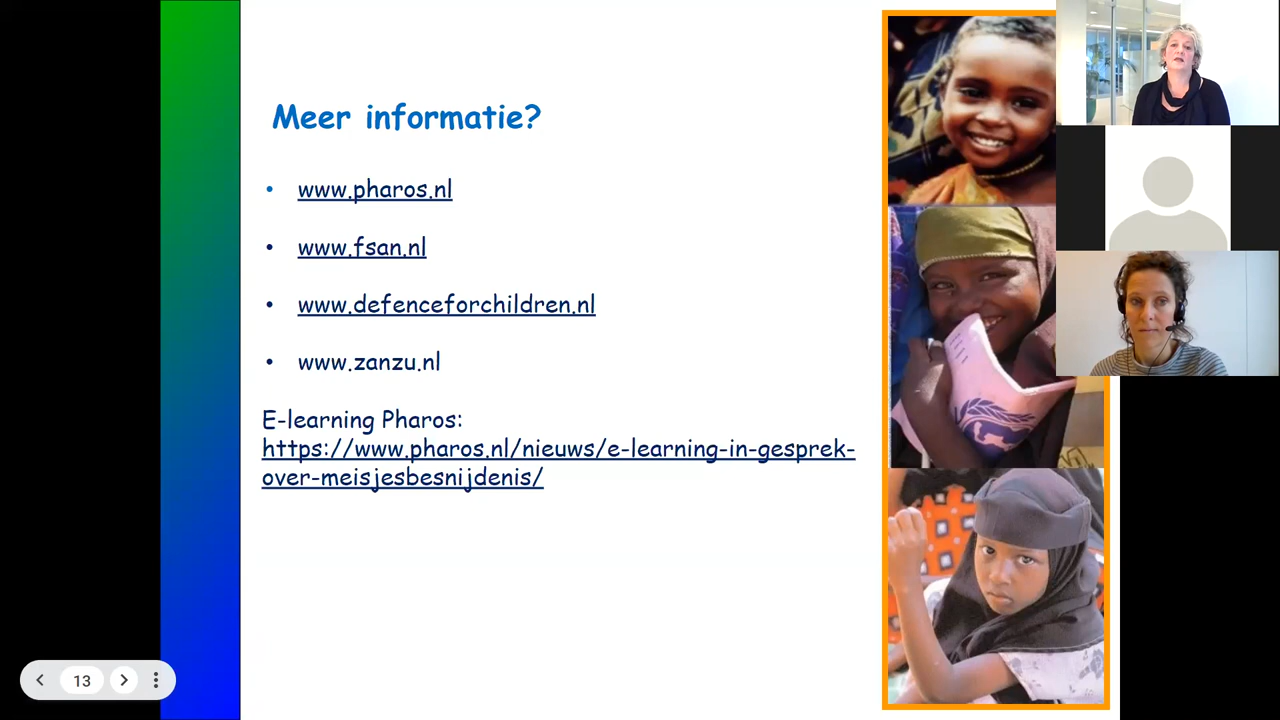 Meer informatie?
• www.pharos.nl
• www.fsan.nl
• www.defenceforchildren.nl
• www.zanzu.nl
E-learning Pharos:
https://www.pharos.nl/nieuws/e-learning-in-gesprek-
over-meisjesbesnijdenis/
13